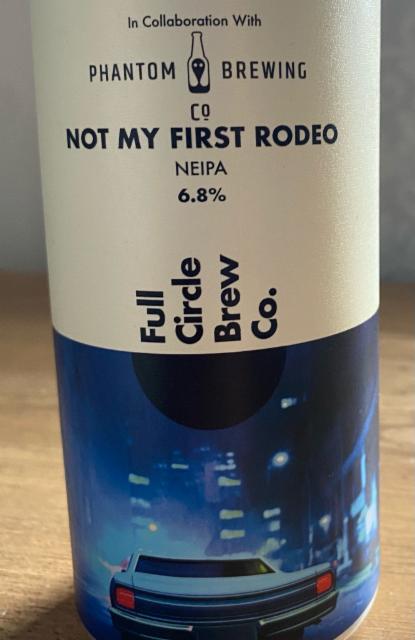 In Collaboration With
PHANTOM BREWING
CO
NOT MY FIRST RODEO
NEIPA
6.8%
Full
Circle
Brew
Co.